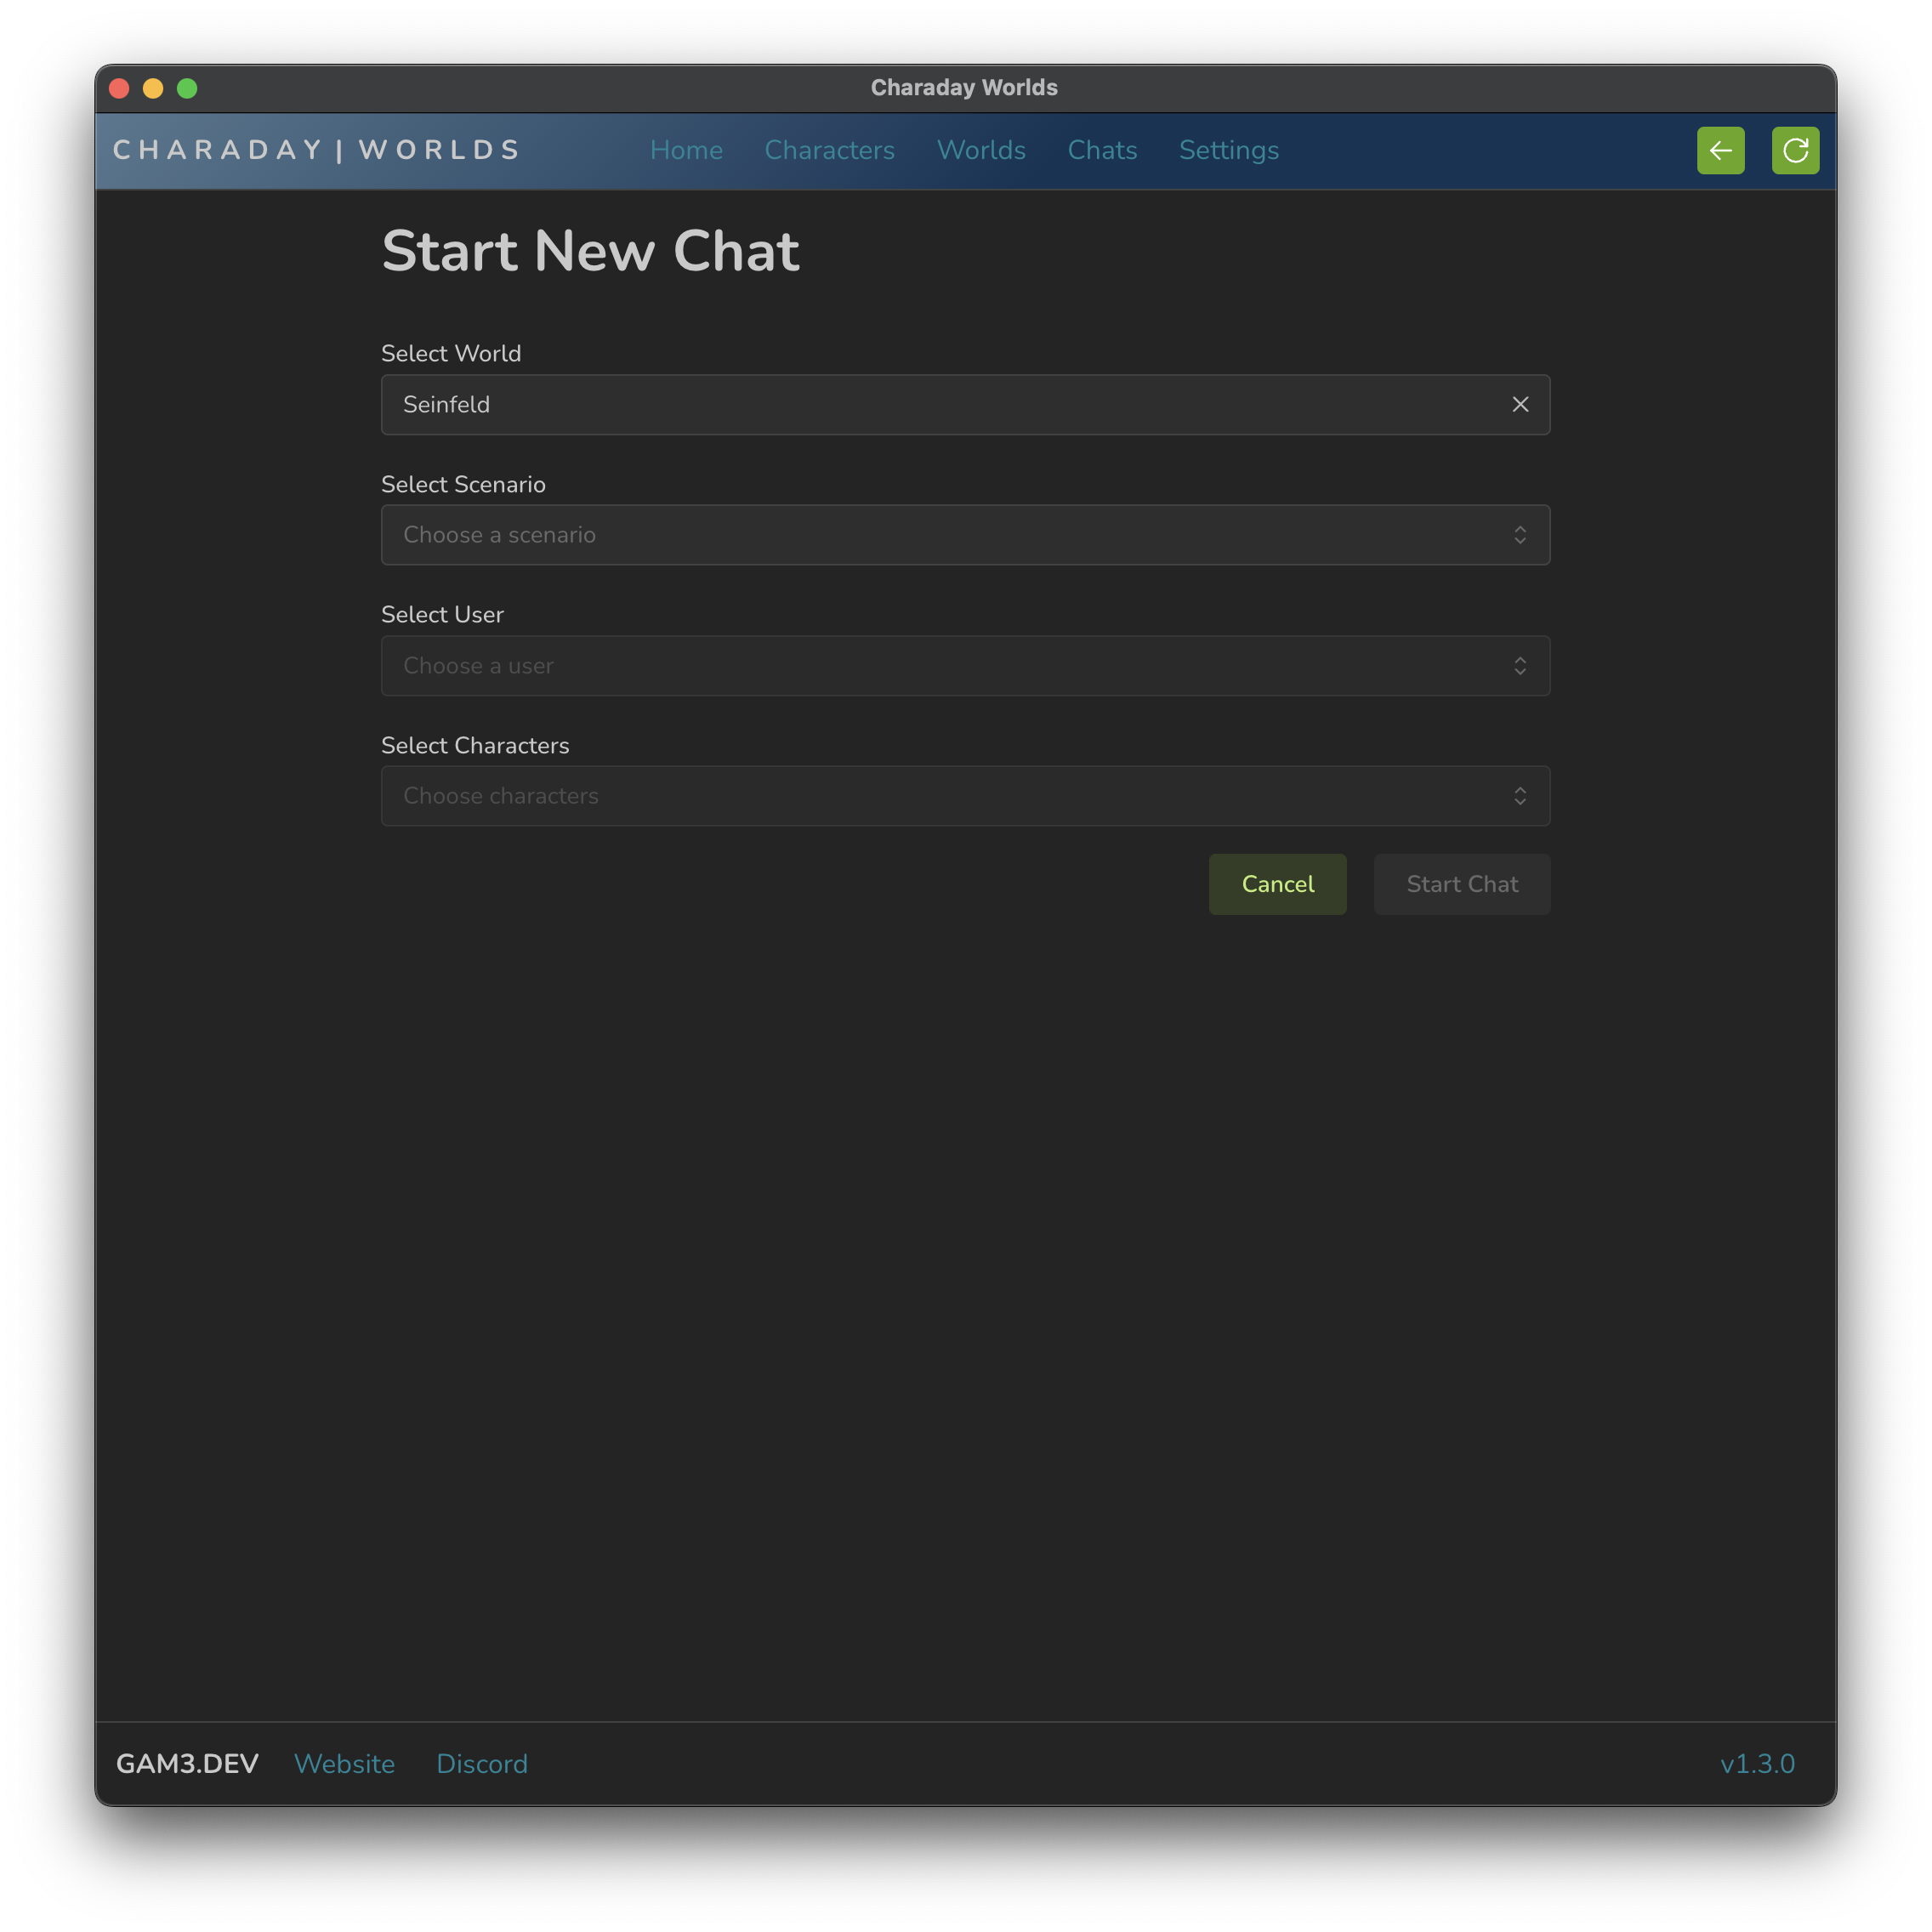 Charaday Worlds
CHARADAY | WORLDS Home Characters Worlds Chats Settings
Start New Chat
Select World
Seinfeld
Select Scenario
Choose a scenario
Select User
Choose a user
Select Characters
Choose characters
Cancel Start Chat
GAM3.DEV Website Discord v1.3.0